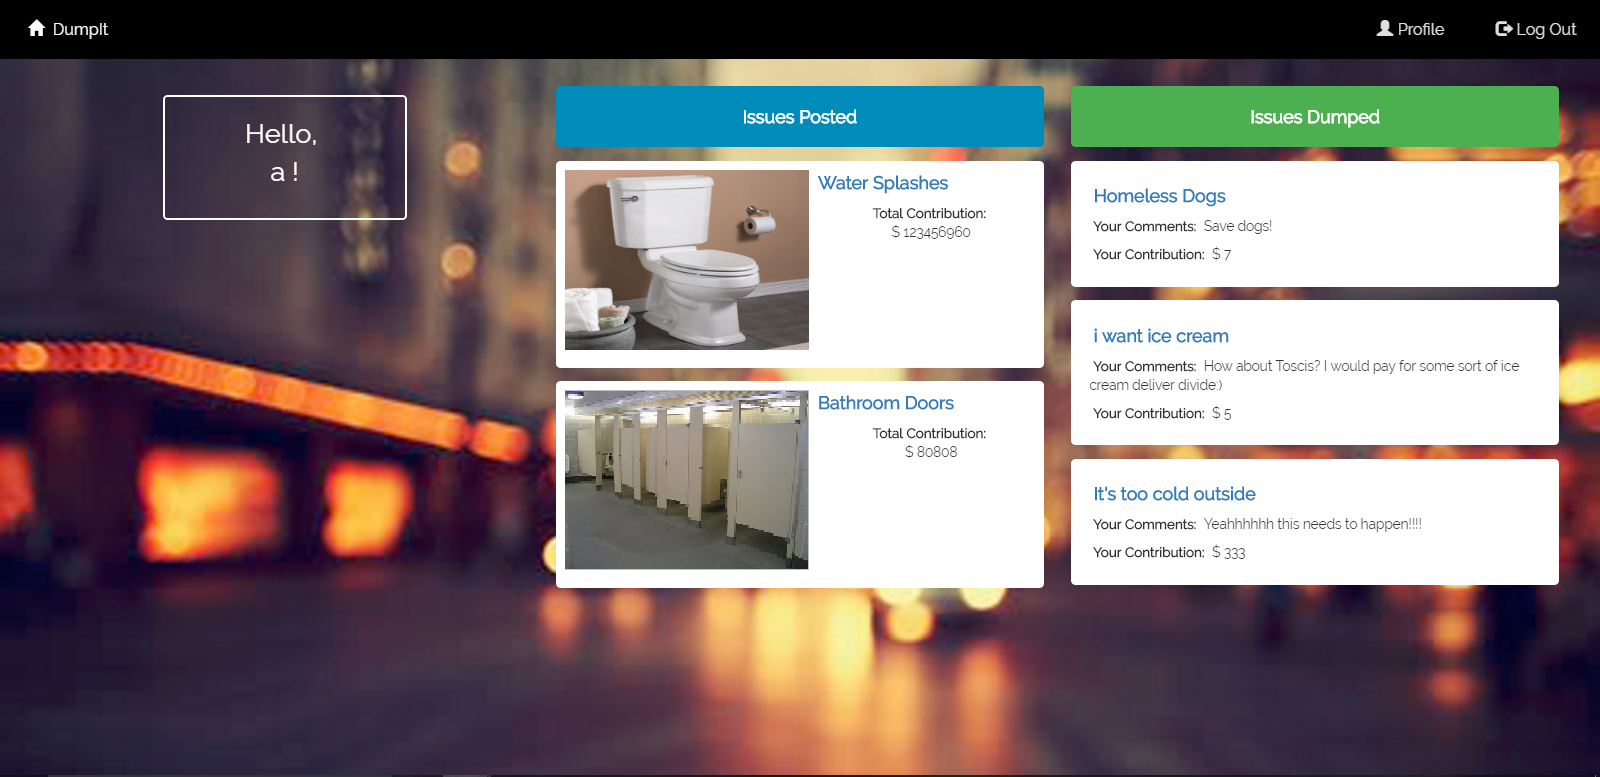 DumpIt
Profile
Log Out
Hello,
a !
Issues Posted
Water Splashes
Total Contribution:
$ 123456960
Bathroom Doors
Total Contribution:
$ 80808
Issues Dumped
Homeless Dogs
Your Comments: Save dogs!
Your Contribution: $ 7
i want ice cream
Your Comments: How about Toscis? I would pay for some sort of ice
cream deliver divide:)
Your Contribution: $ 5
It's too cold outside
Your Comments: Yeahhhhhh this needs to happen!!!!
Your Contribution: $ 333